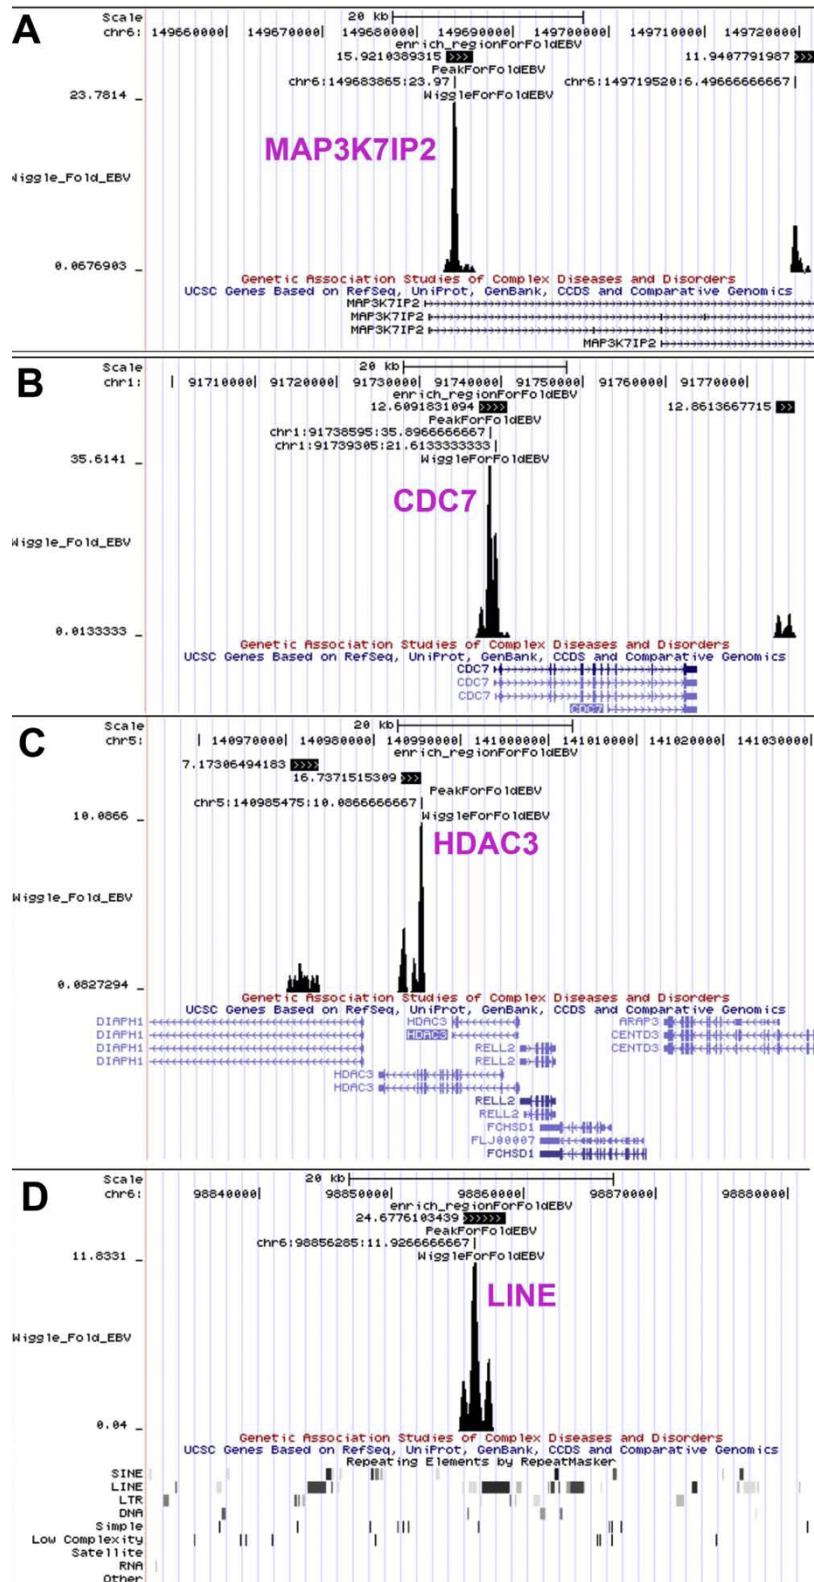 A
Scale 20 kb
chr6: 149660000| 149670000| 149680000| 149690000| 149700000| 149710000| 149720000|
enrich_regionForFoldEBV
15.9210389315 11.9407791987
PeakForFoldEBV
chr6:149683865:23.97 chr6:149719520:6.49666666667
23.7814 _ WiggleForFoldEBV
MAP3K7IP2
Wiggle_Fold_EBV
0.0676903 _
Genetic Association Studies of Complex Diseases and Disorders
UCSC Genes Based on RefSeq, UniProt, GenBank, CCDS and Comparative Genomics
MAP3K7IP2
MAP3K7IP2
MAP3K7IP2
MAP3K7IP2
B
Scale 20 kb
chr1: | 91710000| 91720000| 91730000| 91740000| 91750000| 91760000| 91770000|
enrich_regionForFoldEBV
12.6091831094 12.8613667715
PeakForFoldEBV
chr1:91738595:35.8966666667
chr1:91739305:21.6133333333
35.6141 _ WiggleForFoldEBV
CDC7
Wiggle_Fold_EBV
0.0133333 _
Genetic Association Studies of Complex Diseases and Disorders
UCSC Genes Based on RefSeq, UniProt, GenBank, CCDS and Comparative Genomics
CDC7
CDC7
CDC7
CDC7
C
Scale 20 kb
chr5: | 140970000| 140980000| 140990000| 141000000| 141010000| 141020000| 141030000|
enrich_regionForFoldEBV
7.17306494183
16.7371515309
PeakForFoldEBV
chr5:140985475:10.0866666667
10.0866 _ WiggleForFoldEBV
HDAC3
Wiggle_Fold_EBV
0.0827294 _
Genetic Association Studies of Complex Diseases and Disorders
UCSC Genes Based on RefSeq, UniProt, GenBank, CCDS and Comparative Genomics
DIAPH1 HDAC3 ARAP3
DIAPH1 HDAC3 CENTD3
DIAPH1 RELL2 CENTD3
DIAPH1 RELL2
HDAC3
HDAC3
RELL2
RELL2
FCHSD1
FLJ00007
FCHSD1
D
Scale 20 kb
chr6: 98840000| 98850000| 98860000| 98870000| 98880000|
enrich_regionForFoldEBV
24.6776103439
PeakForFoldEBV
chr6:98856285:11.9266666667
11.8331 _ WiggleForFoldEBV
LINE
Wiggle_Fold_EBV
0.04 _
Genetic Association Studies of Complex Diseases and Disorders
UCSC Genes Based on RefSeq, UniProt, GenBank, CCDS and Comparative Genomics
Repeating Elements by RepeatMasker
SINE
LINE
LTR
DNA
Simple
Low Complexity
Satellite
RNA
Other